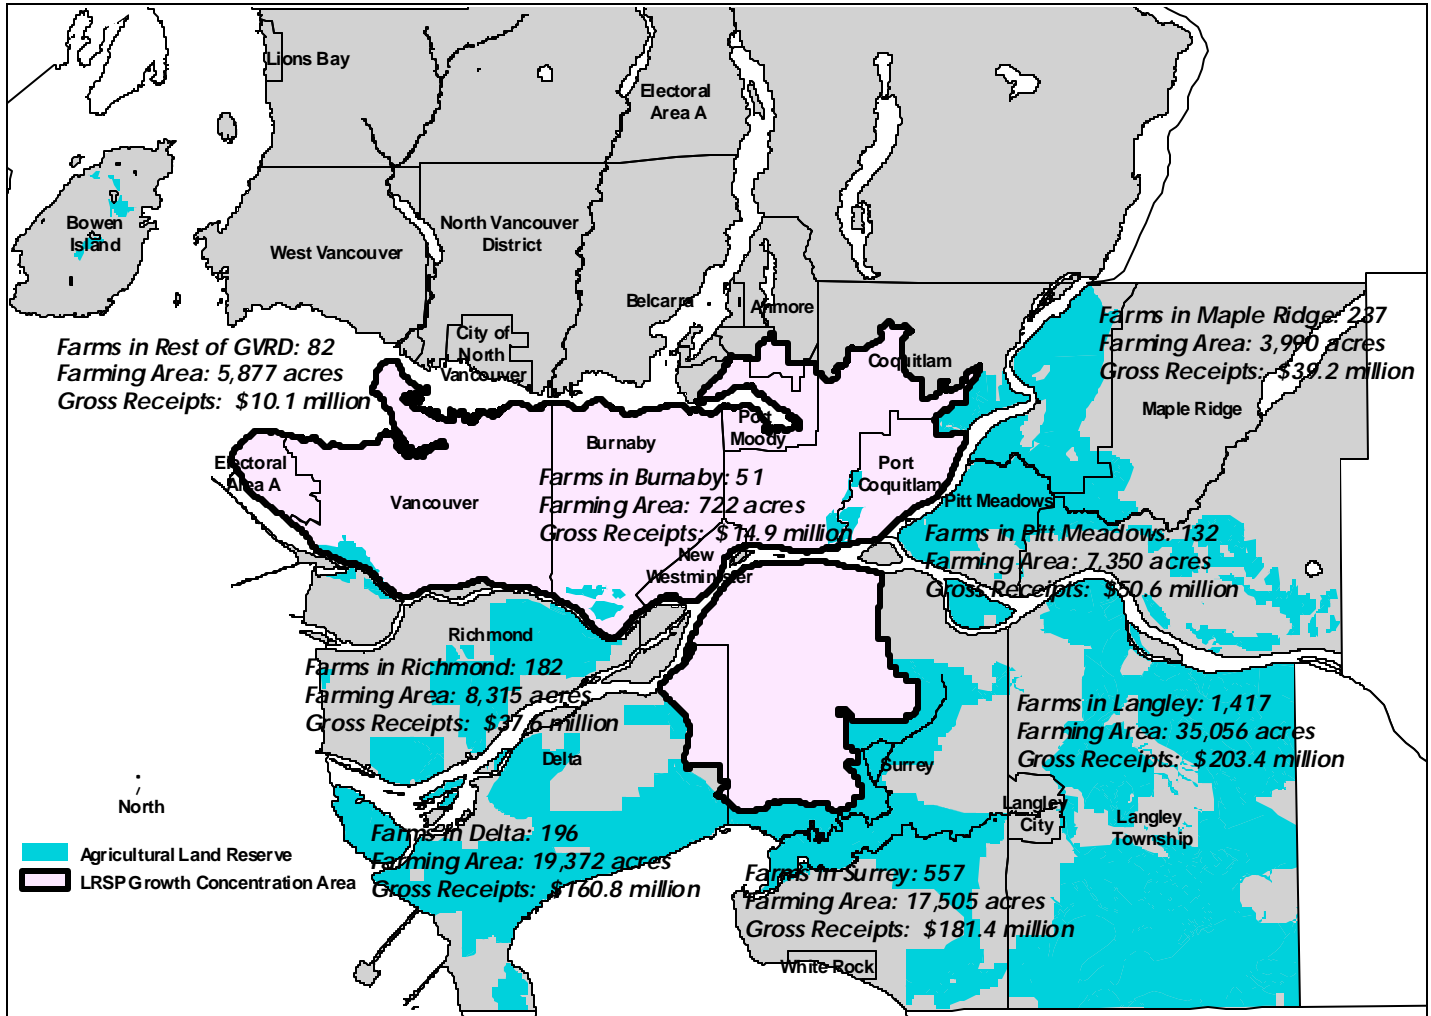 Lions Bay
Electoral
Area A
Bowen
Island
West Vancouver
North Vancouver
District
Belcarra
Anmore
City of
North
Vancouver
Coquitlam
Farms in Rest of GVRD: 82
Farming Area: 5,877 acres
Gross Receipts: $10.1 million
Farms in Maple Ridge: 237
Farming Area: 3,990 acres
Gross Receipts: $39.2 million
Maple Ridge
Port
Moody
Burnaby
Electoral
Area A
Vancouver
Farms in Burnaby: 51
Farming Area: 722 acres
Gross Receipts: $14.9 million
Port
Coquitlam
Pitt Meadows
Farms in Pitt Meadows: 132
Farming Area: 7,350 acres
Gross Receipts: $50.6 million
New
Westminster
Richmond
Farms in Richmond: 182
Farming Area: 8,315 acres
Gross Receipts: $37.6 million
Delta
Surrey
Farms in Langley: 1,417
Farming Area: 35,056 acres
Gross Receipts: $203.4 million
Langley
City
Langley
Township
North
Farms in Delta: 196
Farming Area: 19,372 acres
Gross Receipts: $160.8 million
Agricultural Land Reserve
LRSP Growth Concentration Area
Farms in Surrey: 557
Farming Area: 17,505 acres
Gross Receipts: $181.4 million
White Rock